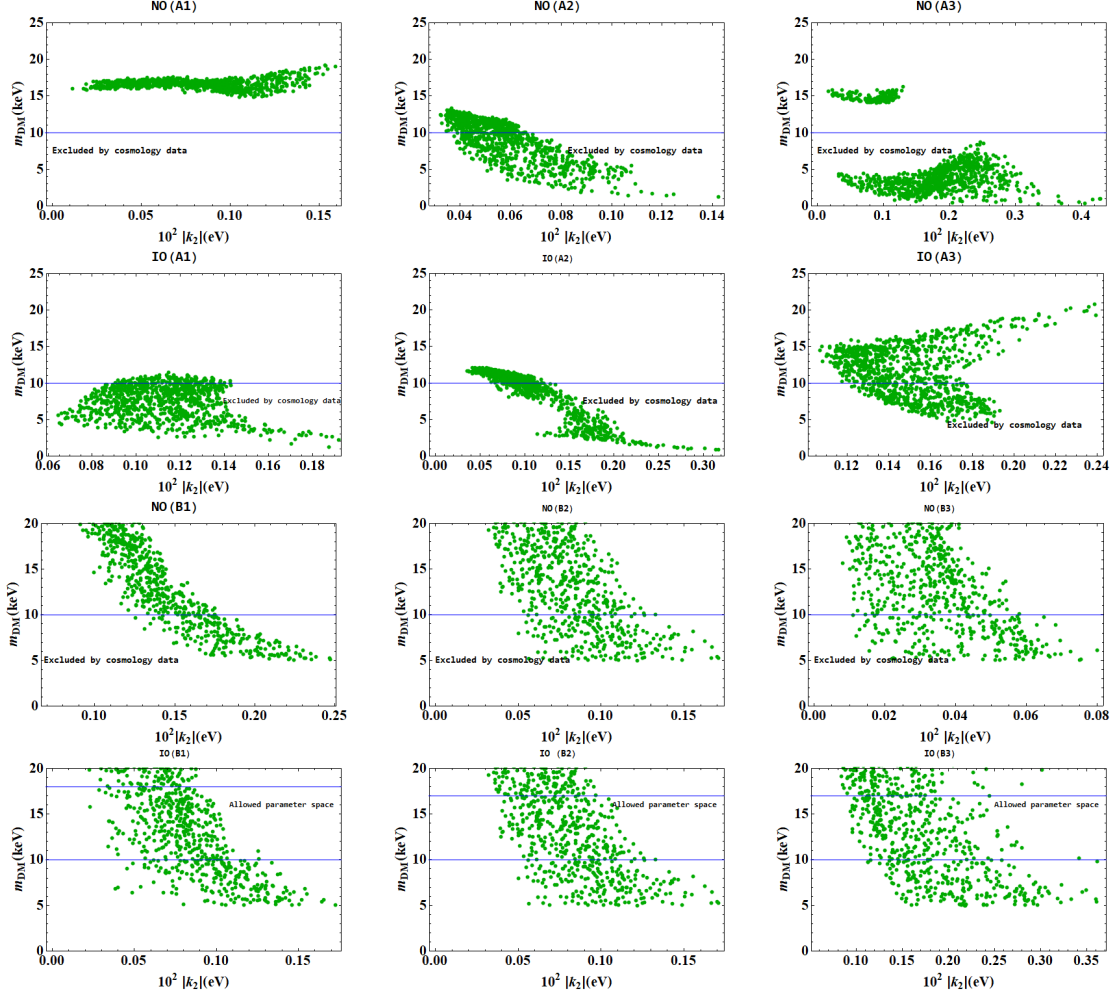 NO(A1)
NO(A2)
NO(A3)
25
20
15
10
5
0
m_DM(keV)
Excluded by cosmology data
0.00
0.05
0.10
0.15
10² |k₂|(eV)
25
20
15
10
5
0
m_DM(keV)
Excluded by cosmology data
0.04
0.06
0.08
0.10
0.12
0.14
10² |k₂|(eV)
25
20
15
10
5
0
m_DM(keV)
Excluded by cosmology data
0.0
0.1
0.2
0.3
0.4
10² |k₂|(eV)
IO(A1)
IO(A2)
IO(A3)
25
20
15
10
5
0
m_DM(keV)
Excluded by cosmology data
0.06
0.08
0.10
0.12
0.14
0.16
0.18
10² |k₂|(eV)
25
20
15
10
5
0
m_DM(keV)
Excluded by cosmology data
0.00
0.05
0.10
0.15
0.20
0.25
0.30
10² |k₂|(eV)
25
20
15
10
5
0
m_DM(keV)
Excluded by cosmology data
0.12
0.14
0.16
0.18
0.20
0.22
0.24
10² |k₂|(eV)
NO(B1)
NO(B2)
NO(B3)
20
15
10
5
0
m_DM(keV)
Excluded by cosmology data
0.10
0.15
0.20
0.25
10²|k₂|(eV)
20
15
10
5
0
m_DM(keV)
Excluded by cosmology data
0.00
0.05
0.10
0.15
10² |k₂|(eV)
20
15
10
5
0
m_DM(keV)
Excluded by cosmology data
0.00
0.02
0.04
0.06
0.08
10² |k₂|(eV)
IO(B1)
IO (B2)
IO(B3)
20
15
10
5
0
m_DM(keV)
Allowed parameter space
0.00
0.05
0.10
0.15
10² |k₂|(eV)
20
15
10
5
0
m_DM(keV)
Allowed parameter space
0.00
0.05
0.10
0.15
10² |k₂|(eV)
20
15
10
5
0
m_DM(keV)
Allowed parameter space
0.10
0.15
0.20
0.25
0.30
0.35
10² |k₂|(eV)